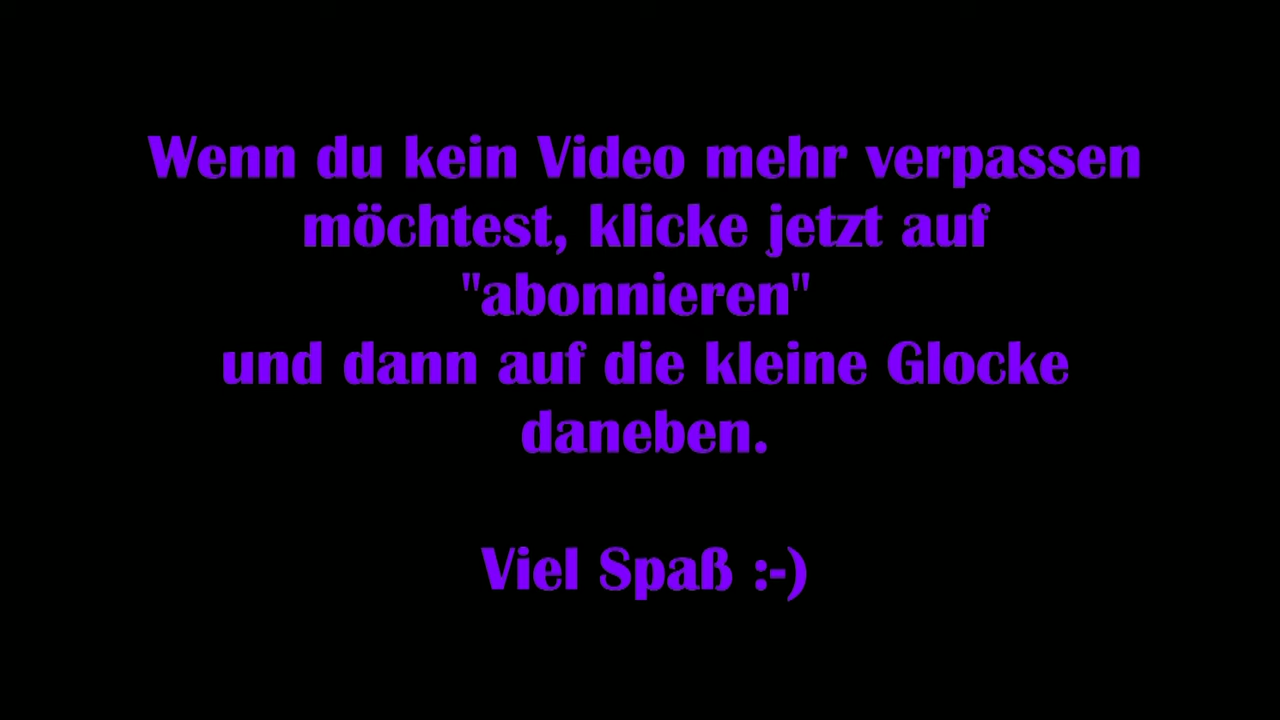 Wenn du kein Video mehr verpassen
möchtest, klicke jetzt auf
"abonnieren"
und dann auf die kleine Glocke
daneben.
Viel Spaß :-)